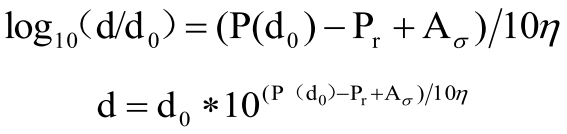 log₁₀（d/d₀）= (P(d₀) − Pᵣ + A_σ)/10η
d = d₀ *10^((P （d₀)−Pᵣ+A_σ)/10η)